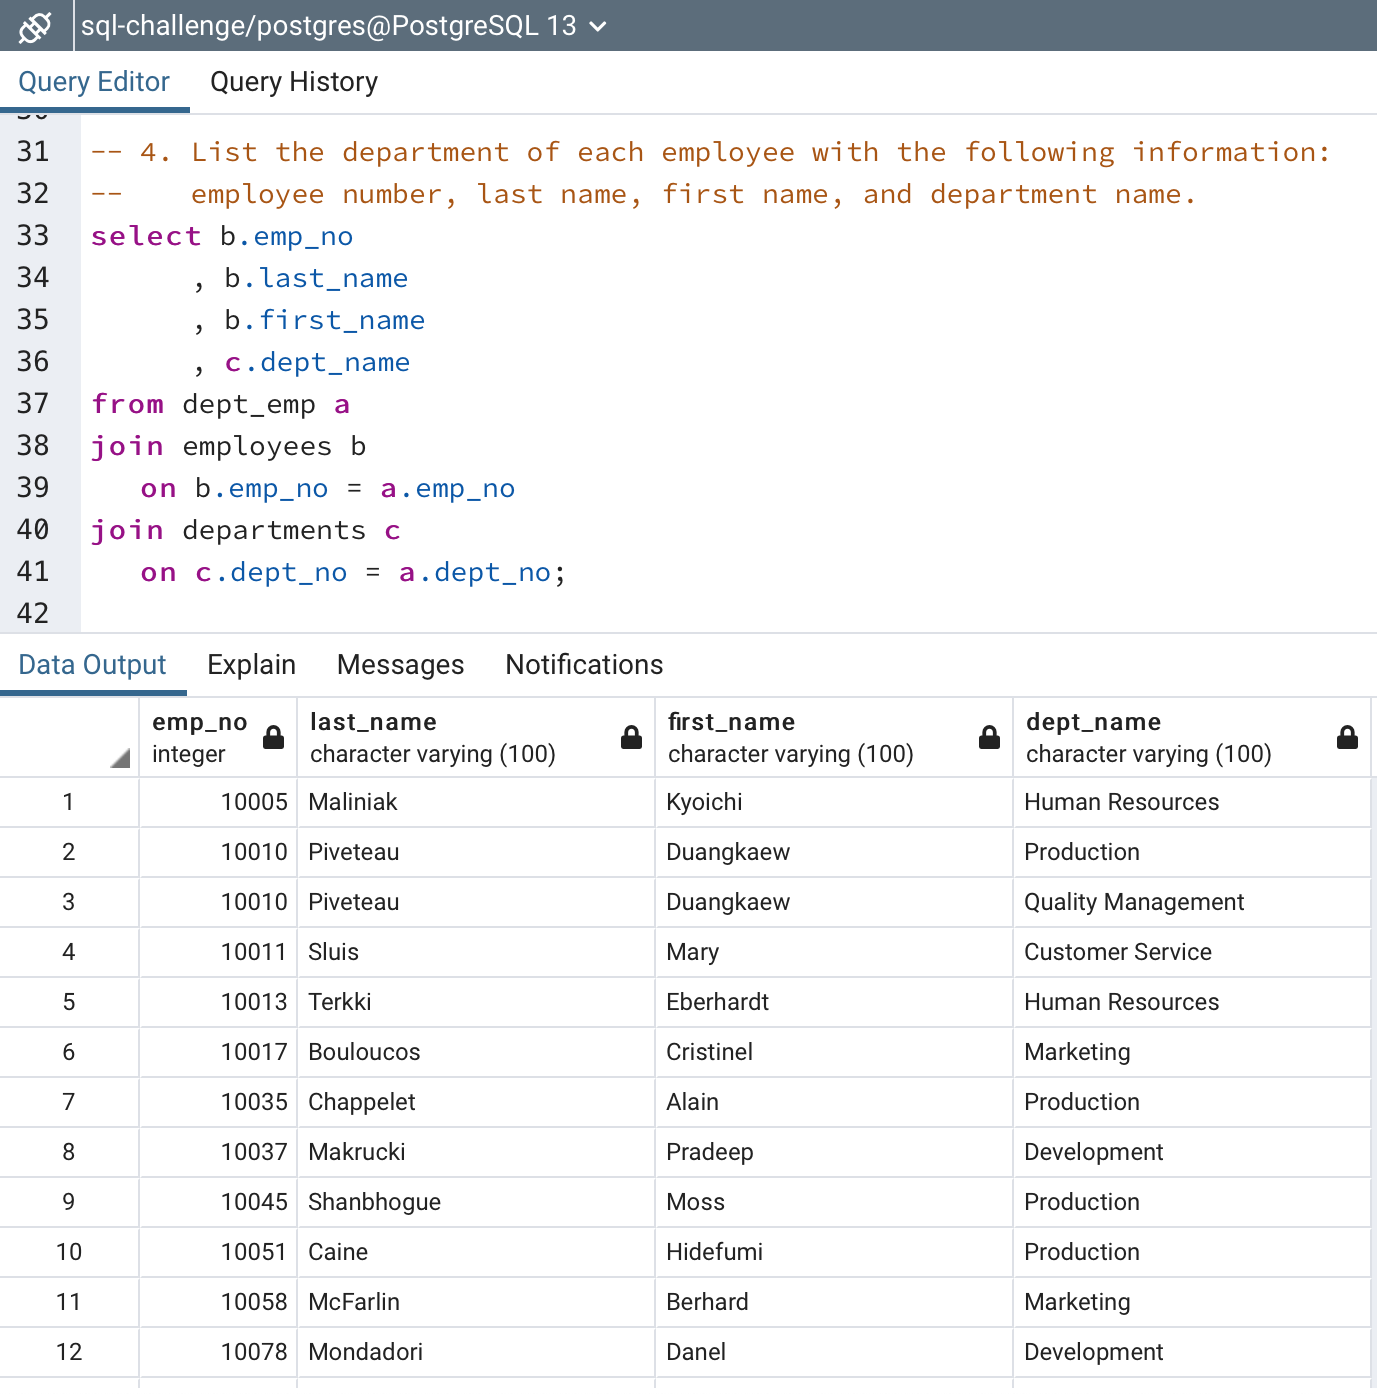 sql-challenge/postgres@PostgreSQL 13
Query Editor Query History
31 -- 4. List the department of each employee with the following information:
32 --    employee number, last name, first name, and department name.
33 select b.emp_no
34      , b.last_name
35      , b.first_name
36      , c.dept_name
37 from dept_emp a
38 join employees b
39   on b.emp_no = a.emp_no
40 join departments c
41   on c.dept_no = a.dept_no;
42
Data Output Explain Messages Notifications
emp_no last_name first_name dept_name
integer character varying (100) character varying (100) character varying (100)
1 10005 Maliniak Kyoichi Human Resources
2 10010 Piveteau Duangkaew Production
3 10010 Piveteau Duangkaew Quality Management
4 10011 Sluis Mary Customer Service
5 10013 Terkki Eberhardt Human Resources
6 10017 Bouloucos Cristinel Marketing
7 10035 Chappelet Alain Production
8 10037 Makrucki Pradeep Development
9 10045 Shanbhogue Moss Production
10 10051 Caine Hidefumi Production
11 10058 McFarlin Berhard Marketing
12 10078 Mondadori Danel Development